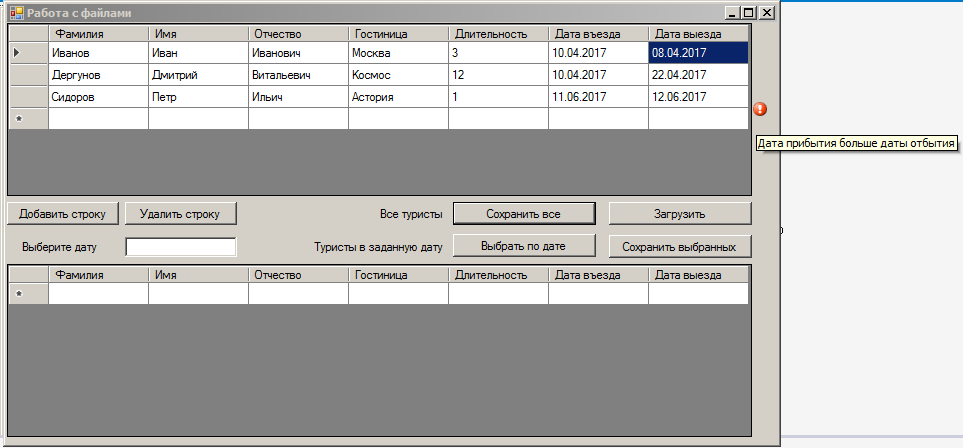 Работа с файлами
Фамилия Имя Отчество Гостиница Длительность Дата въезда Дата выезда
Иванов Иван Иванович Москва 3 10.04.2017 08.04.2017
Дергунов Дмитрий Витальевич Космос 12 10.04.2017 22.04.2017
Сидоров Петр Ильич Астория 1 11.06.2017 12.06.2017
*
Дата прибытия больше даты отбытия
Добавить строку Удалить строку Все туристы Сохранить все Загрузить
Выберите дату Туристы в заданную дату Выбрать по дате Сохранить выбранных
Фамилия Имя Отчество Гостиница Длительность Дата въезда Дата выезда
*